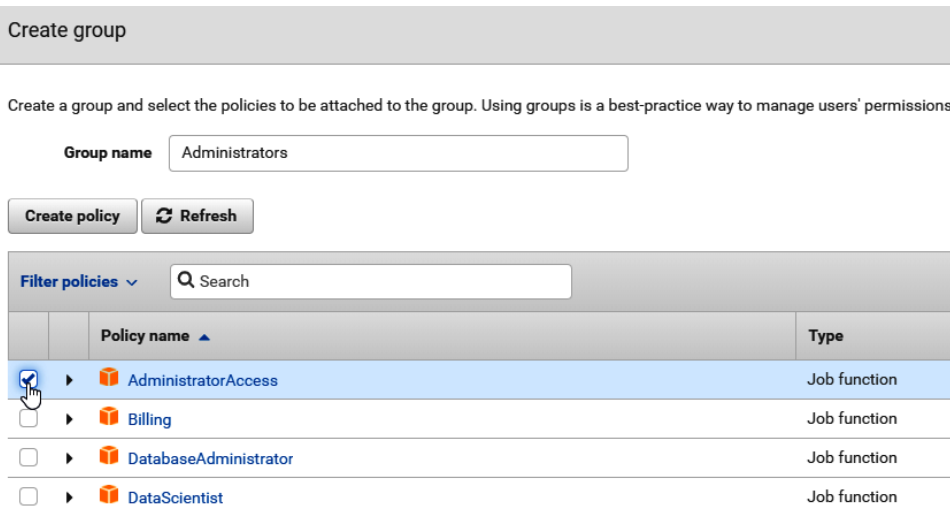 Create group
Create a group and select the policies to be attached to the group. Using groups is a best-practice way to manage users' permissions
Group name Administrators
Create policy Refresh
Filter policies Search
Policy name Type
AdministratorAccess Job function
Billing Job function
DatabaseAdministrator Job function
DataScientist Job function